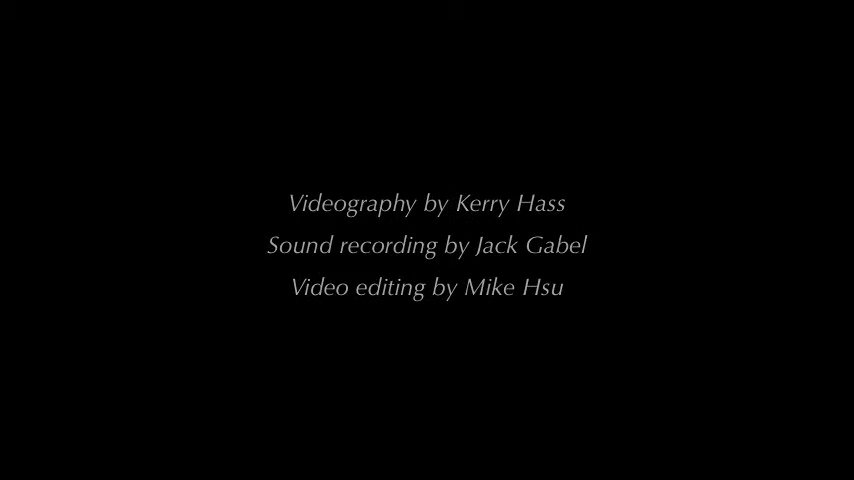 Videography by Kerry Hass
Sound recording by Jack Gabel
Video editing by Mike Hsu